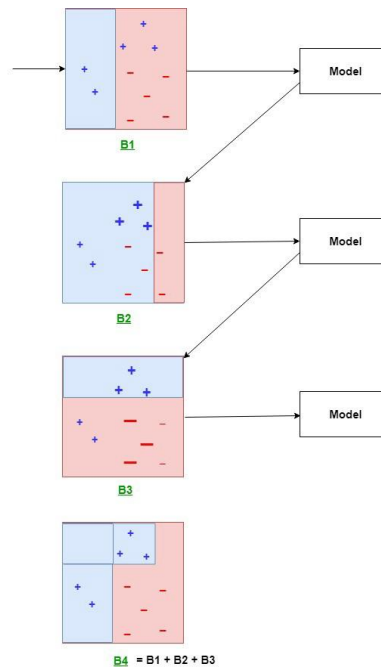 Model
B1
Model
B2
Model
B3
B4 = B1 + B2 + B3